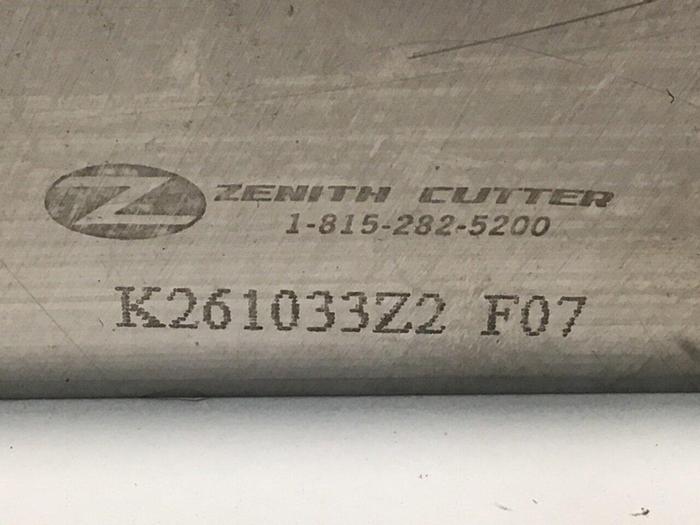 ZENITH CUTTER
1-815-282-5200
K261033Z2 F07